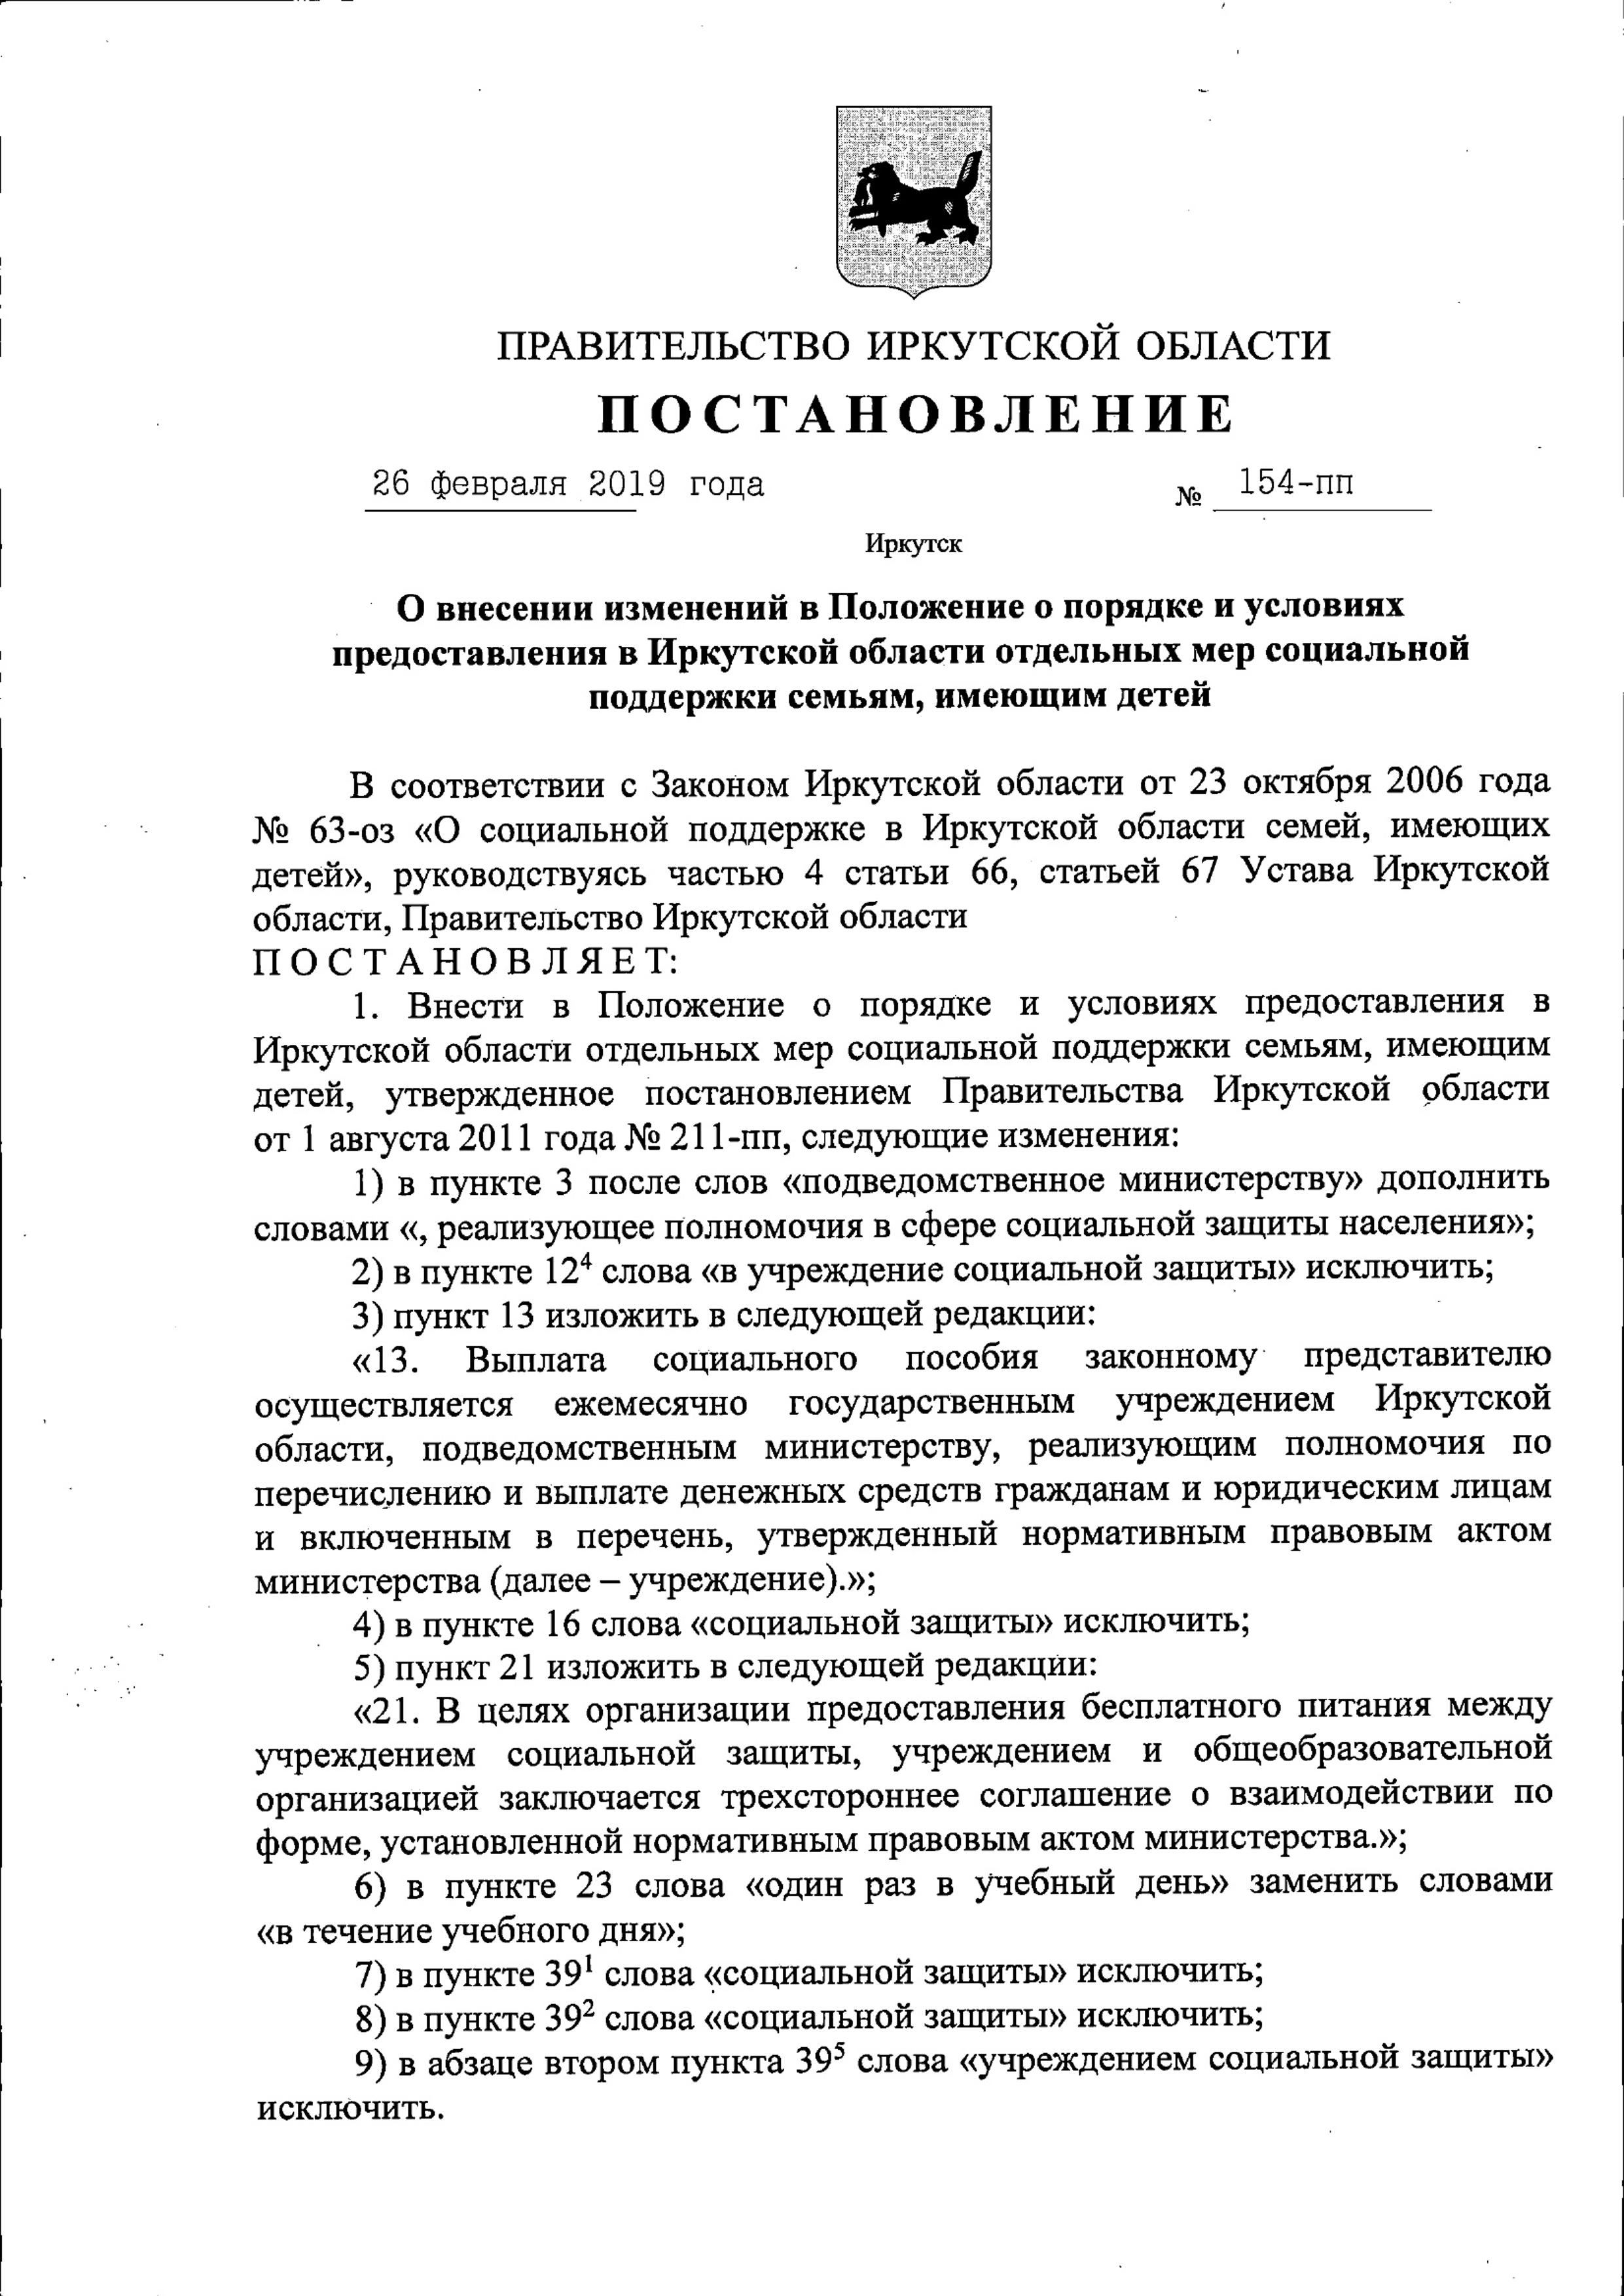 ПРАВИТЕЛЬСТВО ИРКУТСКОЙ ОБЛАСТИ
ПОСТАНОВЛЕНИЕ
26 февраля 2019 года № 154-пп
Иркутск
О внесении изменений в Положение о порядке и условиях
предоставления в Иркутской области отдельных мер социальной
поддержки семьям, имеющим детей
В соответствии с Законом Иркутской области от 23 октября 2006 года
№ 63-оз «О социальной поддержке в Иркутской области семей, имеющих
детей», руководствуясь частью 4 статьи 66, статьей 67 Устава Иркутской
области, Правительство Иркутской области
П О С Т А Н О В Л Я Е Т:
1. Внести в Положение о порядке и условиях предоставления в
Иркутской области отдельных мер социальной поддержки семьям, имеющим
детей, утвержденное постановлением Правительства Иркутской области
от 1 августа 2011 года № 211-пп, следующие изменения:
1) в пункте 3 после слов «подведомственное министерству» дополнить
словами «, реализующее полномочия в сфере социальной защиты населения»;
2) в пункте 12⁴ слова «в учреждение социальной защиты» исключить;
3) пункт 13 изложить в следующей редакции:
«13. Выплата социального пособия законному представителю
осуществляется ежемесячно государственным учреждением Иркутской
области, подведомственным министерству, реализующим полномочия по
перечислению и выплате денежных средств гражданам и юридическим лицам
и включенным в перечень, утвержденный нормативным правовым актом
министерства (далее – учреждение).»;
4) в пункте 16 слова «социальной защиты» исключить;
5) пункт 21 изложить в следующей редакции:
«21. В целях организации предоставления бесплатного питания между
учреждением социальной защиты, учреждением и общеобразовательной
организацией заключается трехстороннее соглашение о взаимодействии по
форме, установленной нормативным правовым актом министерства.»;
6) в пункте 23 слова «один раз в учебный день» заменить словами
«в течение учебного дня»;
7) в пункте 39¹ слова «социальной защиты» исключить;
8) в пункте 39² слова «социальной защиты» исключить;
9) в абзаце втором пункта 39⁵ слова «учреждением социальной защиты»
исключить.